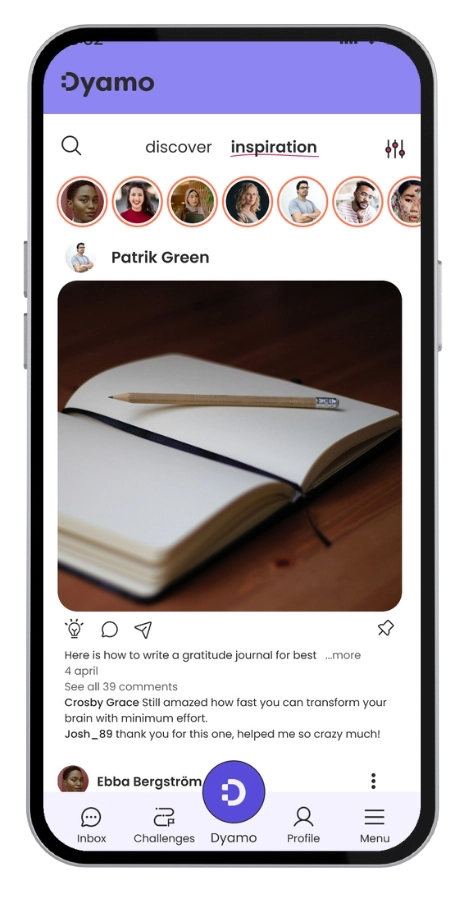 Dyamo
discover inspiration
Patrik Green
Here is how to write a gratitude journal for best ...more
4 april
See all 39 comments
Crosby Grace Still amazed how fast you can transform your
brain with minimum effort.
Josh_89 thank you for this one, helped me so crazy much!
Ebba Bergström
Inbox Challenges Dyamo Profile Menu